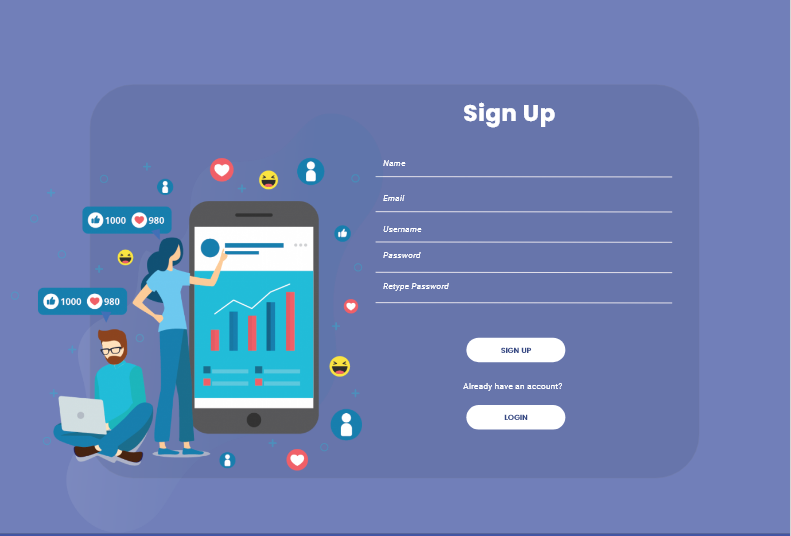 Sign Up
Name
Email
1000 980
Username
Password
Retype Password
1000 980
SIGN UP
Already have an account?
LOGIN